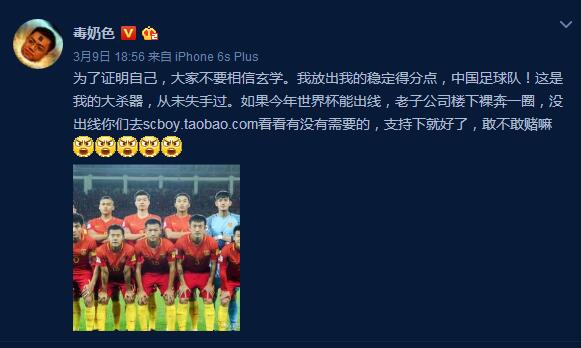 毒奶色
3月9日 18:56 来自 iPhone 6s Plus
为了证明自己，大家不要相信玄学。我放出我的稳定得分点，中国足球队！这是
我的大杀器，从未失手过。如果今年世界杯能出线，老子公司楼下裸奔一圈，没
出线你们去scboy.taobao.com看看有没有需要的，支持下就好了，敢不敢赌嘛